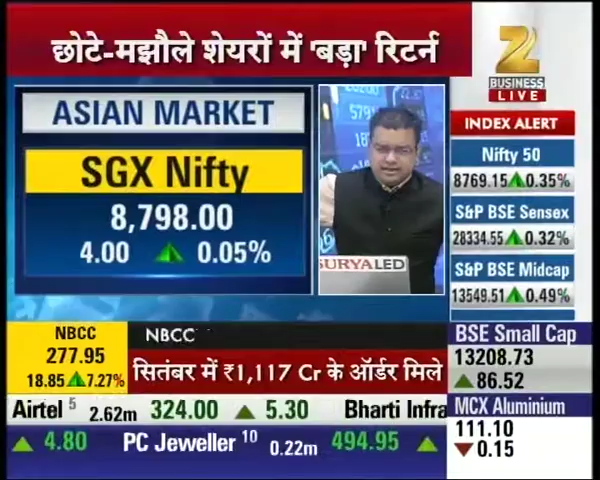 छोटे-मझौले शेयरों में 'बड़ा' रिटर्न
Z
BUSINESS
LIVE
ASIAN MARKET
SGX Nifty
8,798.00
4.00 ▲ 0.05%
SURYA LED
INDEX ALERT
Nifty 50
8769.15 ▲ 0.35%
S&P BSE Sensex
28334.55 ▲ 0.32%
S&P BSE Midcap
13549.51 ▲ 0.49%
NBCC
277.95
18.85 ▲ 7.27%
NBCC
सितंबर में ₹1,117 Cr के ऑर्डर मिले
BSE Small Cap
13208.73
▲ 86.52
MCX Aluminium
111.10
▼ 0.15
Airtel 5 2.62m 324.00 ▲ 5.30 Bharti Infra
▲ 4.80 PC Jeweller 10 0.22m 494.95 ▲